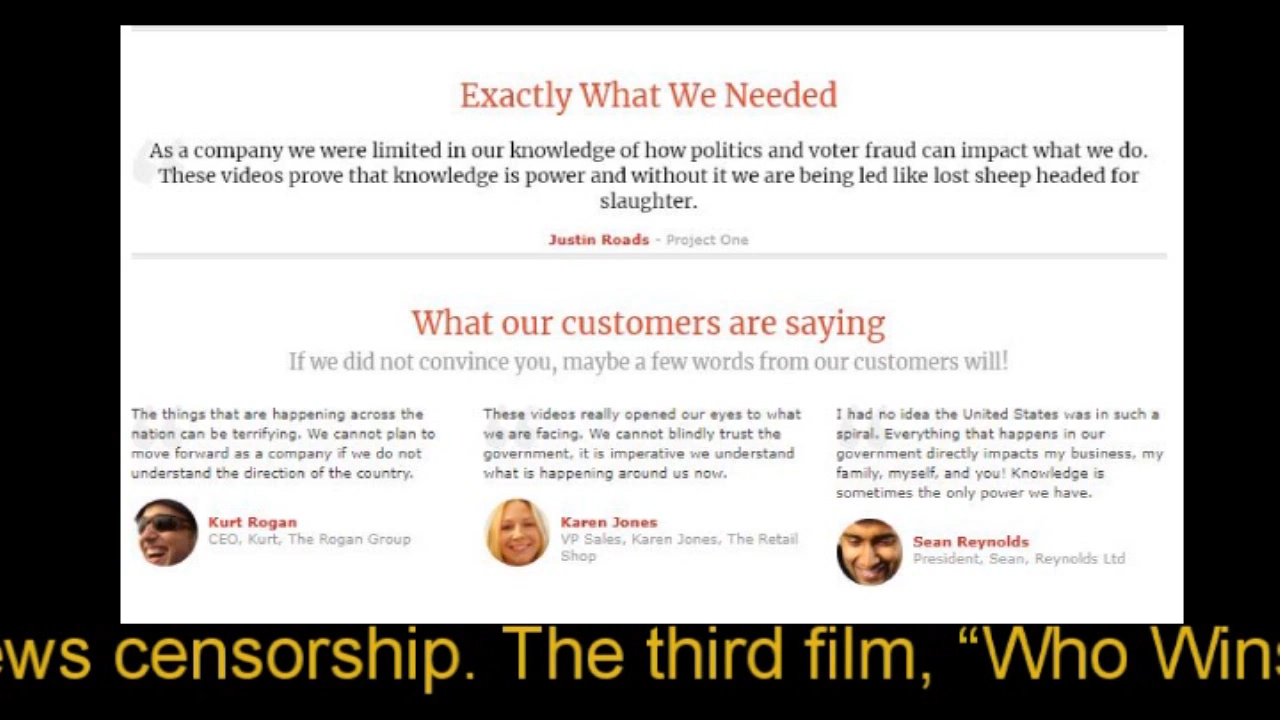 Exactly What We Needed
As a company we were limited in our knowledge of how politics and voter fraud can impact what we do.
These videos prove that knowledge is power and without it we are being led like lost sheep headed for
slaughter.
Justin Roads - Project One
What our customers are saying
If we did not convince you, maybe a few words from our customers will!
The things that are happening across the
nation can be terrifying. We cannot plan to
move forward as a company if we do not
understand the direction of the country.
Kurt Rogan
CEO, Kurt, The Rogan Group
These videos really opened our eyes to what
we are facing. We cannot blindly trust the
government, it is imperative we understand
what is happening around us now.
Karen Jones
VP Sales, Karen Jones, The Retail
Shop
I had no idea the United States was in such a
spiral. Everything that happens in our
government directly impacts my business, my
family, myself, and you! Knowledge is
sometimes the only power we have.
Sean Reynolds
President, Sean, Reynolds Ltd
ews censorship. The third film, “Who Wins